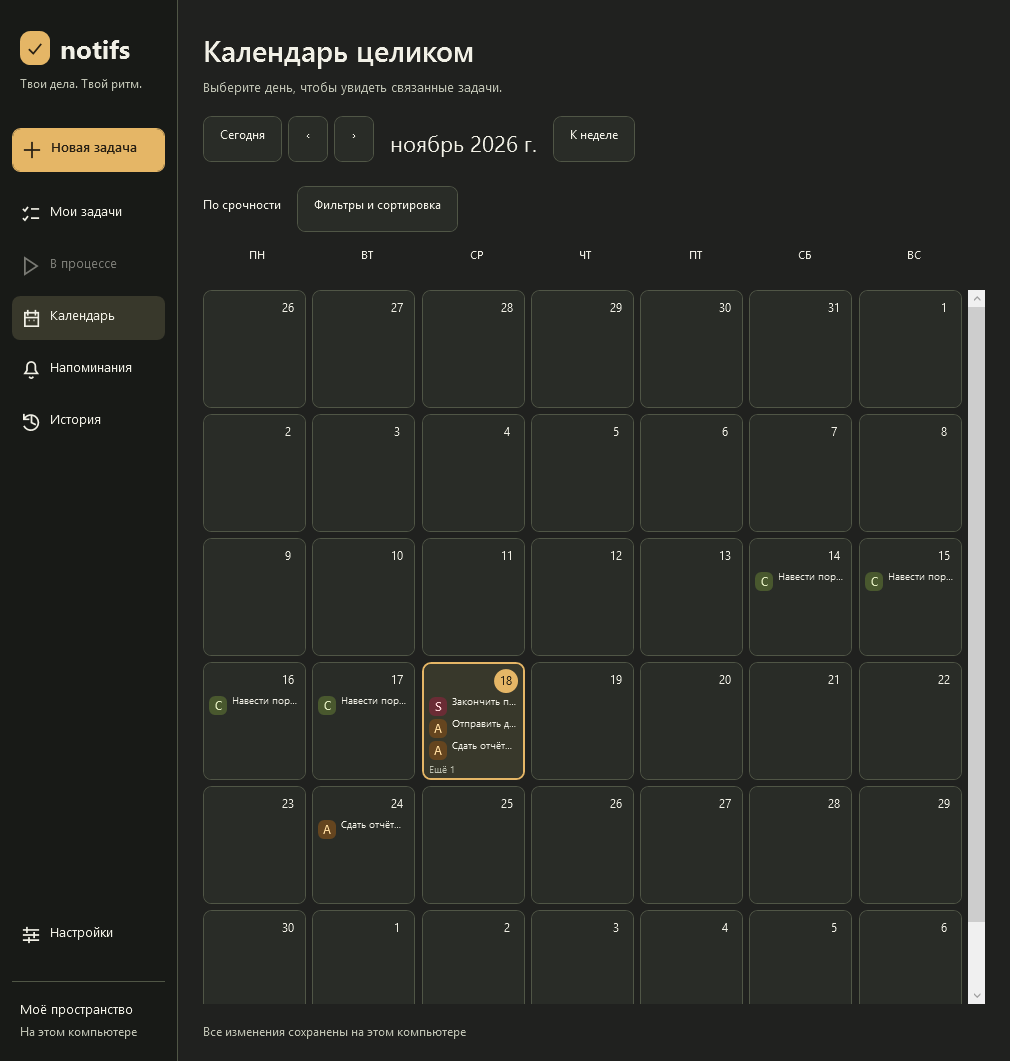 notifs
Твои дела. Твой ритм.
Новая задача
Мои задачи
В процессе
Календарь
Напоминания
История
Настройки
Моё пространство
На этом компьютере
Календарь целиком
Выберите день, чтобы увидеть связанные задачи.
Сегодня ‹ › ноябрь 2026 г. К неделе
По срочности Фильтры и сортировка
ПН ВТ СР ЧТ ПТ СБ ВС
26 27 28 29 30 31 1
2 3 4 5 6 7 8
9 10 11 12 13 14 15
C Навести пор... C Навести пор...
16 17 18 19 20 21 22
C Навести пор... C Навести пор... S Закончить п...
A Отправить д...
A Сдать отчёт...
Ещё 1
23 24 25 26 27 28 29
A Сдать отчёт...
30 1 2 3 4 5 6
Все изменения сохранены на этом компьютере